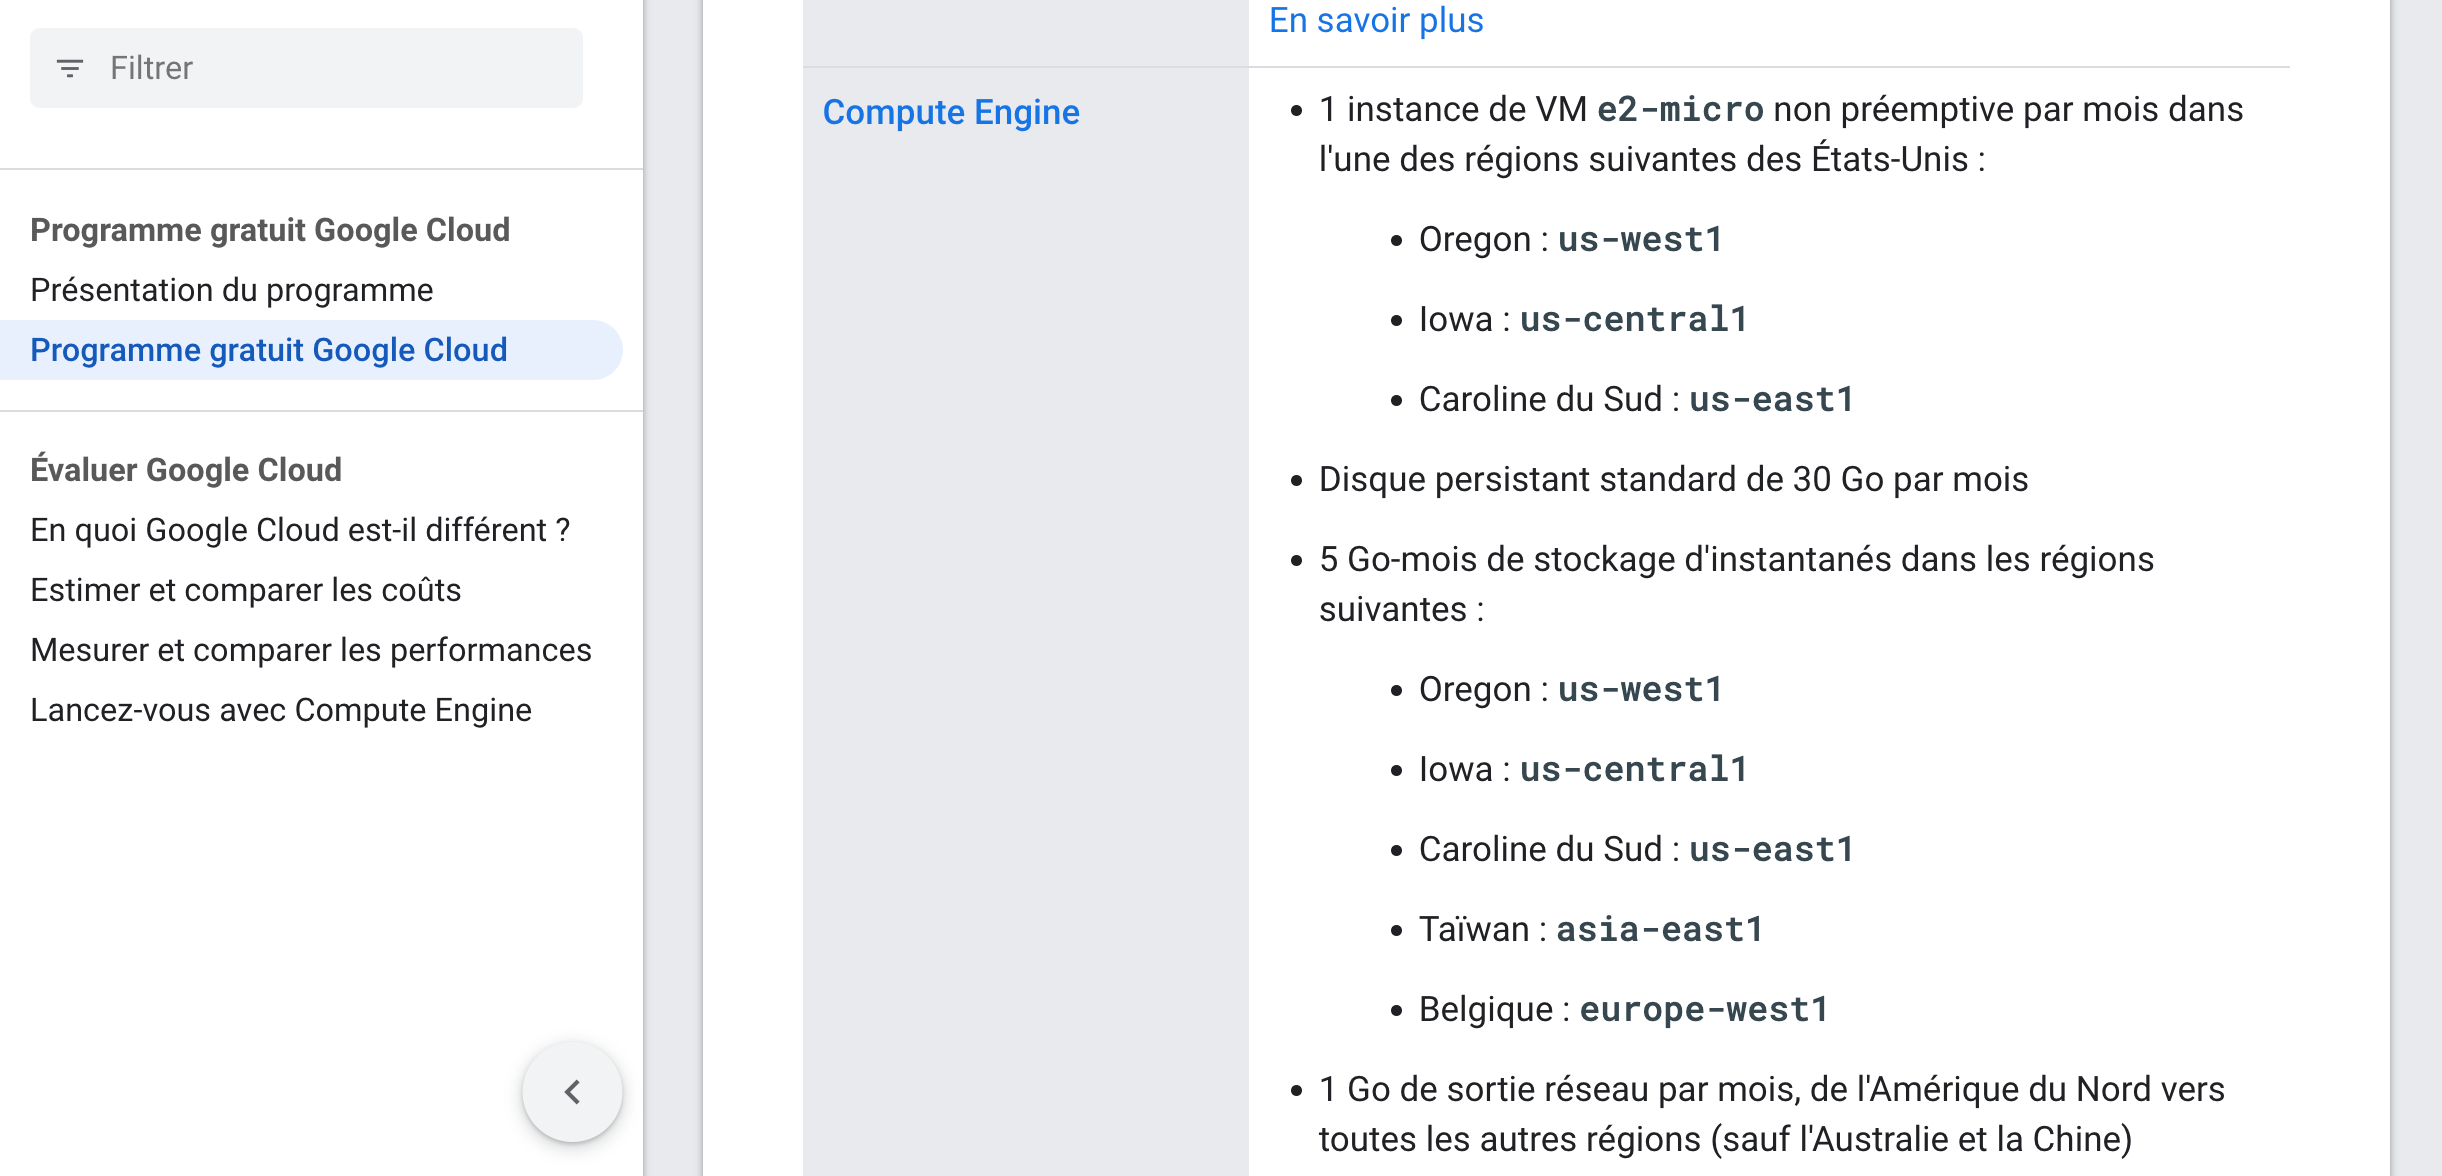 Filtrer
Programme gratuit Google Cloud
Présentation du programme
Programme gratuit Google Cloud
Évaluer Google Cloud
En quoi Google Cloud est-il différent ?
Estimer et comparer les coûts
Mesurer et comparer les performances
Lancez-vous avec Compute Engine
En savoir plus
Compute Engine
1 instance de VM e2-micro non préemptive par mois dans
l'une des régions suivantes des États-Unis :
Oregon : us-west1
Iowa : us-central1
Caroline du Sud : us-east1
Disque persistant standard de 30 Go par mois
5 Go-mois de stockage d'instantanés dans les régions
suivantes :
Oregon : us-west1
Iowa : us-central1
Caroline du Sud : us-east1
Taïwan : asia-east1
Belgique : europe-west1
1 Go de sortie réseau par mois, de l'Amérique du Nord vers
toutes les autres régions (sauf l'Australie et la Chine)